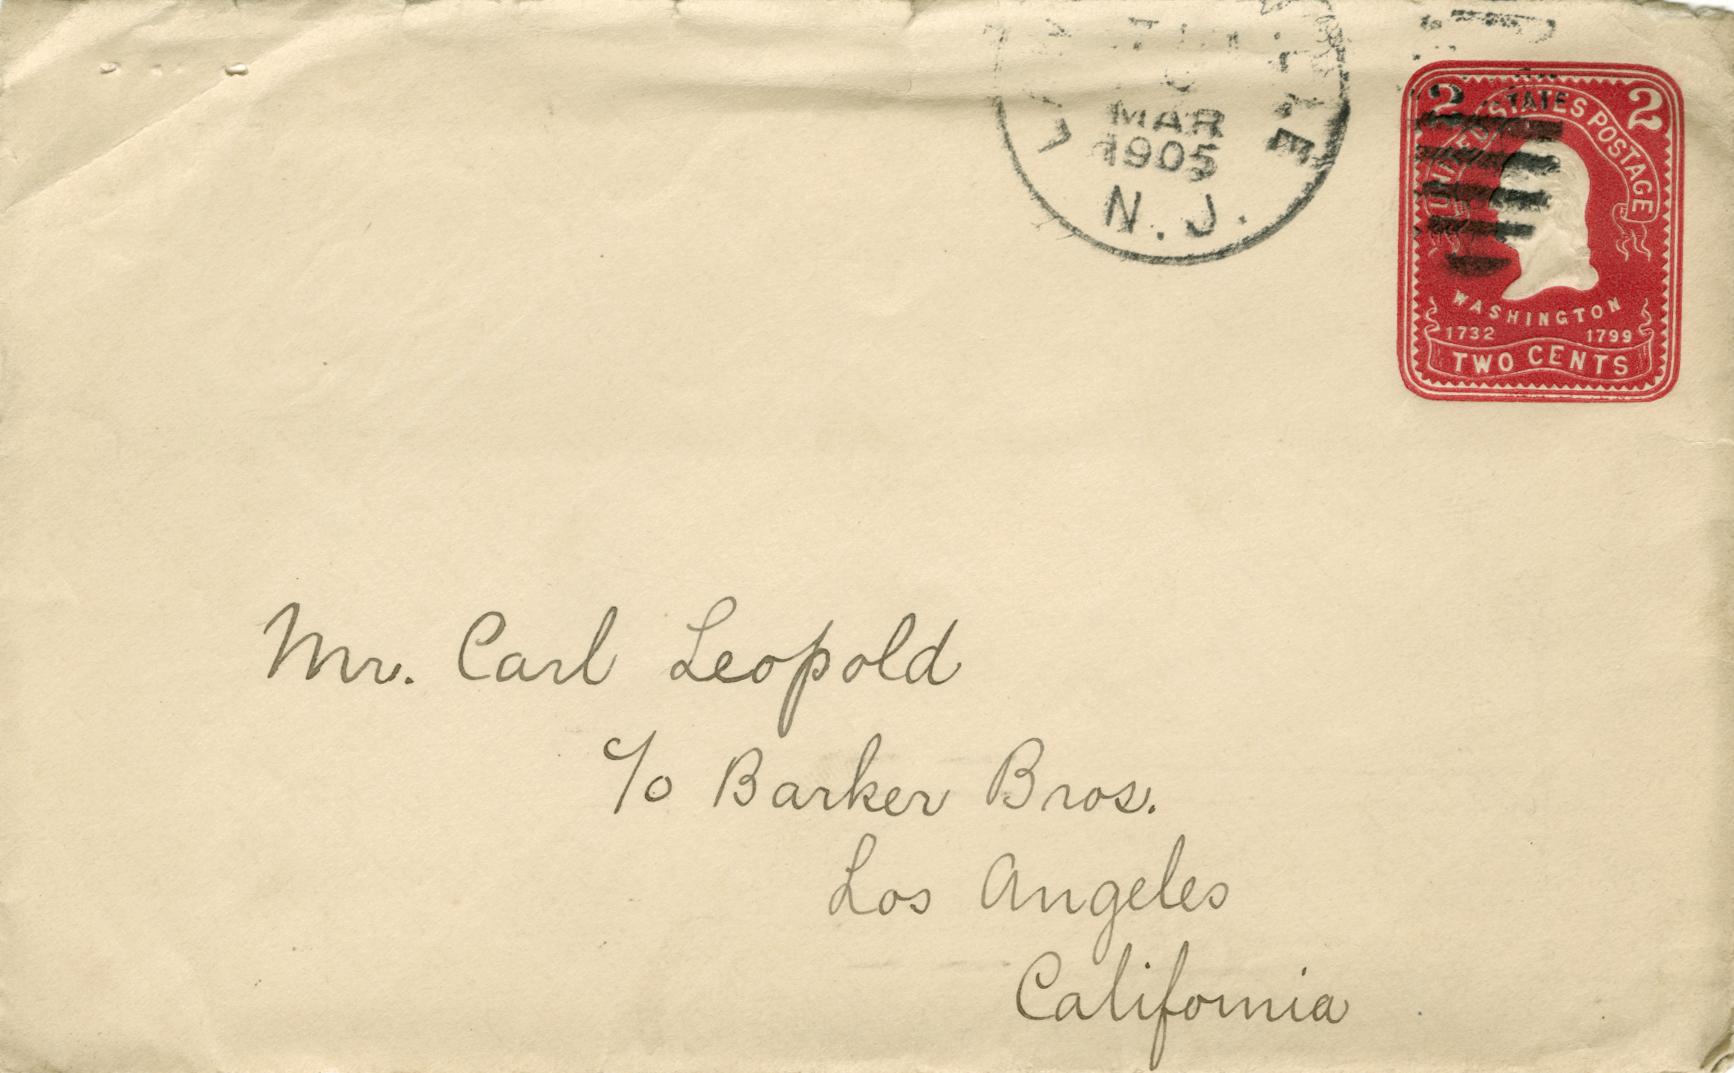 MAR
1905
N.J.
2 UNITED STATES POSTAGE 2
WASHINGTON
1732 1799
TWO CENTS
Mr. Carl Leopold
c/o Barker Bros.
Los Angeles
California